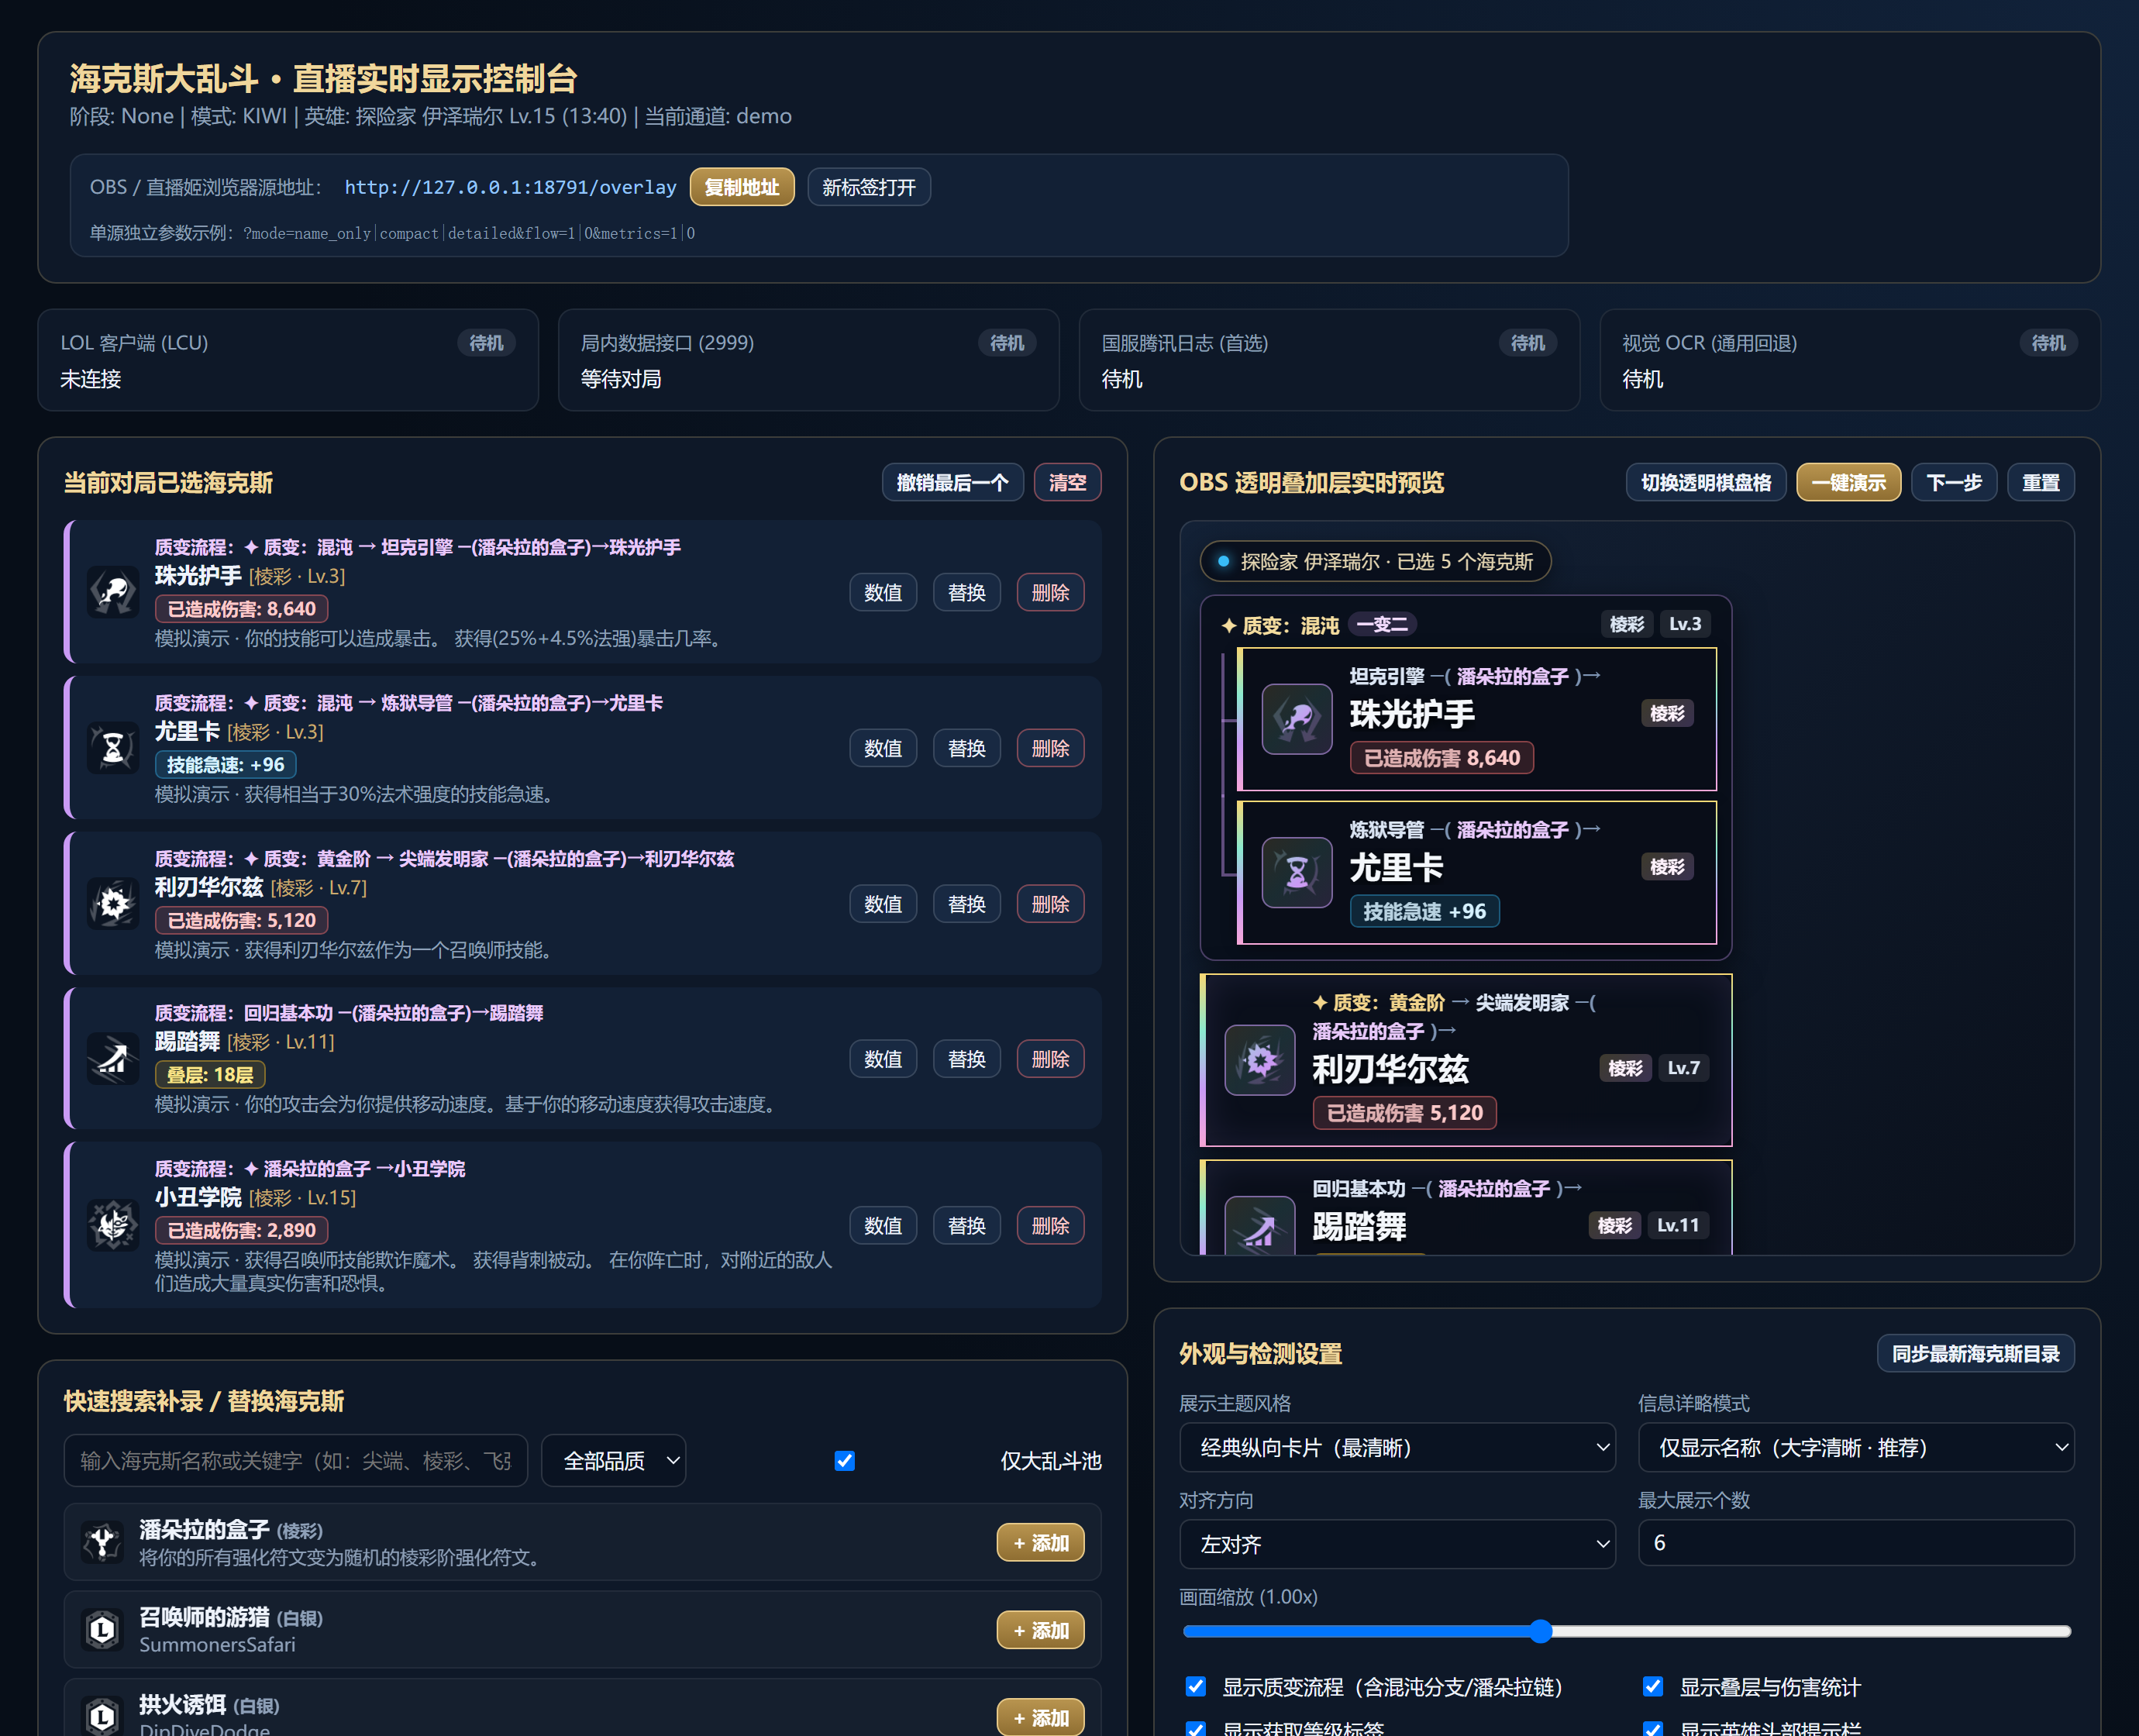 海克斯大乱斗 • 直播实时显示控制台
阶段: None | 模式: KIWI | 英雄: 探险家 伊泽瑞尔 Lv.15 (13:40) | 当前通道: demo
OBS / 直播姬浏览器源地址： http://127.0.0.1:18791/overlay 复制地址 新标签打开
单源独立参数示例：?mode=name_only|compact|detailed&flow=1|0&metrics=1|0
LOL 客户端 (LCU) 待机
未连接
局内数据接口 (2999) 待机
等待对局
国服腾讯日志 (首选) 待机
待机
视觉 OCR (通用回退) 待机
待机
当前对局已选海克斯 撤销最后一个 清空
质变流程：✦ 质变：混沌 → 坦克引擎 ─(潘朵拉的盒子)→珠光护手
珠光护手 [棱彩 · Lv.3]
已造成伤害: 8,640
模拟演示 · 你的技能可以造成暴击。 获得(25%+4.5%法强)暴击几率。
数值 替换 删除
质变流程：✦ 质变：混沌 → 炼狱导管 ─(潘朵拉的盒子)→尤里卡
尤里卡 [棱彩 · Lv.3]
技能急速: +96
模拟演示 · 获得相当于30%法术强度的技能急速。
数值 替换 删除
质变流程：✦ 质变：黄金阶 → 尖端发明家 ─(潘朵拉的盒子)→利刃华尔兹
利刃华尔兹 [棱彩 · Lv.7]
已造成伤害: 5,120
模拟演示 · 获得利刃华尔兹作为一个召唤师技能。
数值 替换 删除
质变流程：回归基本功 ─(潘朵拉的盒子)→踢踏舞
踢踏舞 [棱彩 · Lv.11]
叠层: 18层
模拟演示 · 你的攻击会为你提供移动速度。基于你的移动速度获得攻击速度。
数值 替换 删除
质变流程：✦ 潘朵拉的盒子 →小丑学院
小丑学院 [棱彩 · Lv.15]
已造成伤害: 2,890
模拟演示 · 获得召唤师技能欺诈魔术。 获得背刺被动。 在你阵亡时，对附近的敌人
们造成大量真实伤害和恐惧。
数值 替换 删除
OBS 透明叠加层实时预览 切换透明棋盘格 一键演示 下一步 重置
探险家 伊泽瑞尔 · 已选 5 个海克斯
✦ 质变：混沌 一变二 棱彩 Lv.3
坦克引擎 ─( 潘朵拉的盒子 )→
珠光护手 棱彩
已造成伤害 8,640
炼狱导管 ─( 潘朵拉的盒子 )→
尤里卡 棱彩
技能急速 +96
✦ 质变：黄金阶 → 尖端发明家 ─(
潘朵拉的盒子 )→
利刃华尔兹 棱彩 Lv.7
已造成伤害 5,120
回归基本功 ─( 潘朵拉的盒子 )→
踢踏舞 棱彩 Lv.11
快速搜索补录 / 替换海克斯
输入海克斯名称或关键字（如：尖端、棱彩、飞 全部品质 仅大乱斗池
潘朵拉的盒子 (棱彩)
将你的所有强化符文变为随机的棱彩阶强化符文。
+ 添加
召唤师的游猎 (白银)
SummonersSafari
+ 添加
拱火诱饵 (白银)
DipDiveDodge
+ 添加
外观与检测设置 同步最新海克斯目录
展示主题风格 信息详略模式
经典纵向卡片（最清晰） 仅显示名称（大字清晰 · 推荐）
对齐方向 最大展示个数
左对齐 6
画面缩放 (1.00x)
显示质变流程（含混沌分支/潘朵拉链） 显示叠层与伤害统计
显示获取等级标签 显示英雄头部提示栏